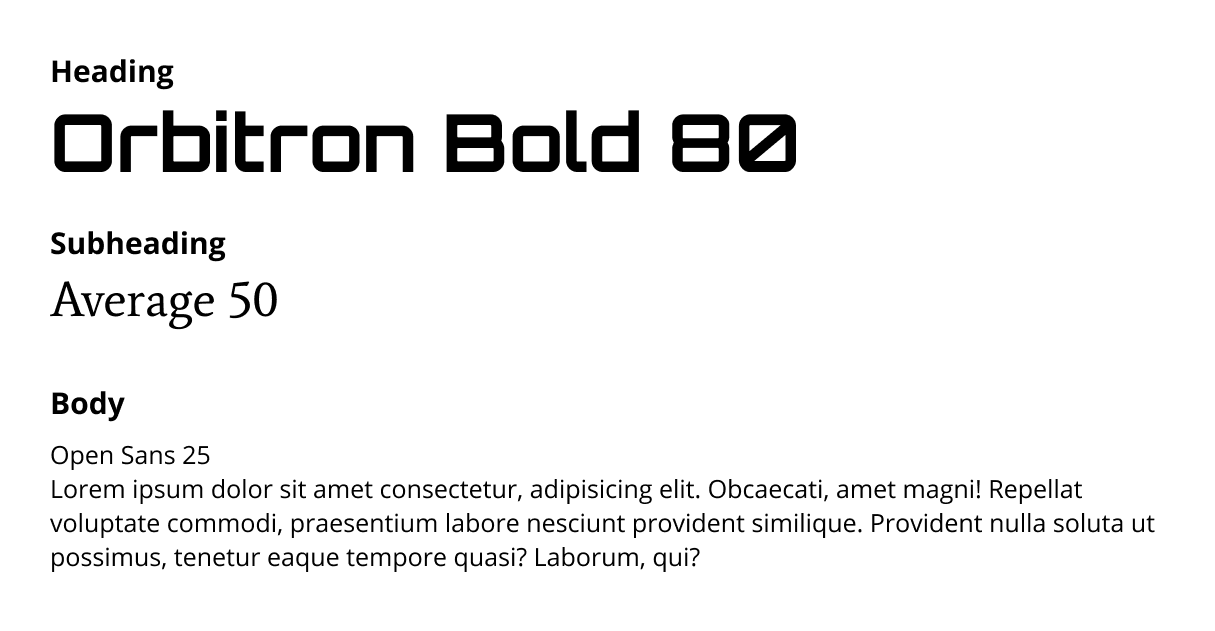 Heading
Orbitron Bold 80
Subheading
Average 50
Body
Open Sans 25
Lorem ipsum dolor sit amet consectetur, adipisicing elit. Obcaecati, amet magni! Repellat
voluptate commodi, praesentium labore nesciunt provident similique. Provident nulla soluta ut
possimus, tenetur eaque tempore quasi? Laborum, qui?